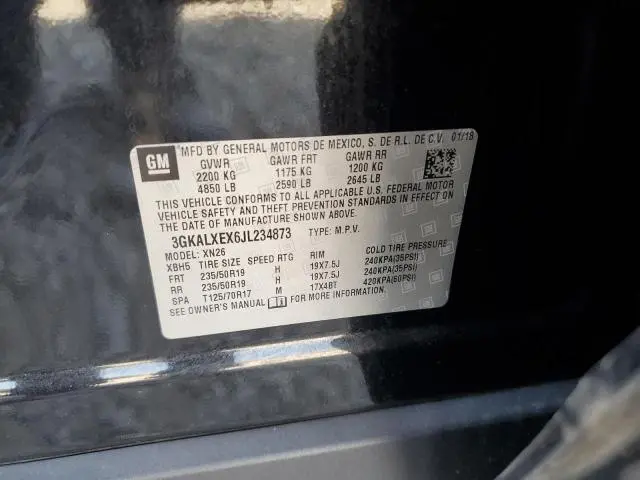 MFD BY GENERAL MOTORS DE MEXICO, S. DE R.L. DE C.V. 01/18
GM
GVWR GAWR FRT GAWR RR
2200 KG 1175 KG 1200 KG
4850 LB 2590 LB 2645 LB
THIS VEHICLE CONFORMS TO ALL APPLICABLE U.S. FEDERAL MOTOR
VEHICLE SAFETY AND THEFT PREVENTION STANDARDS IN EFFECT ON
THE DATE OF MANUFACTURE SHOWN ABOVE.
3GKALXEX6JL234873 TYPE: M.P.V.
MODEL: XN26
XBH5 TIRE SIZE SPEED RTG RIM COLD TIRE PRESSURE
FRT 235/50R19 H 19X7.5J 240KPA(35PSI)
RR 235/50R19 H 19X7.5J 240KPA(35PSI)
SPA T125/70R17 M 17X4BT 420KPA(60PSI)
SEE OWNER'S MANUAL FOR MORE INFORMATION.